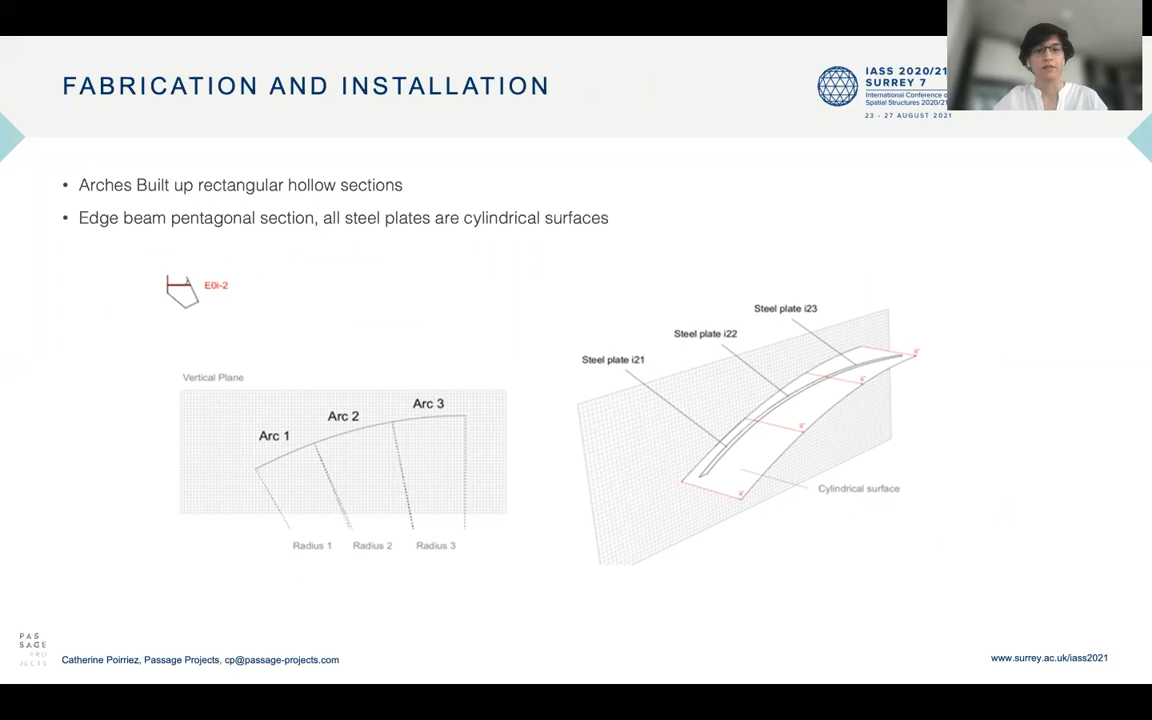 FABRICATION AND INSTALLATION
IASS 2020/21
SURREY 7
International Conference
Spatial Structures 2020/21
23 - 27 AUGUST 2021
• Arches Built up rectangular hollow sections
• Edge beam pentagonal section, all steel plates are cylindrical surfaces
E0i-2
Vertical Plane
Arc 1
Arc 2
Arc 3
Radius 1
Radius 2
Radius 3
Steel plate i23
Steel plate i22
Steel plate i21
Cylindrical surface
PAS
SAGE
PRO
JECTS
Catherine Poirriez, Passage Projects, cp@passage-projects.com
www.surrey.ac.uk/iass2021